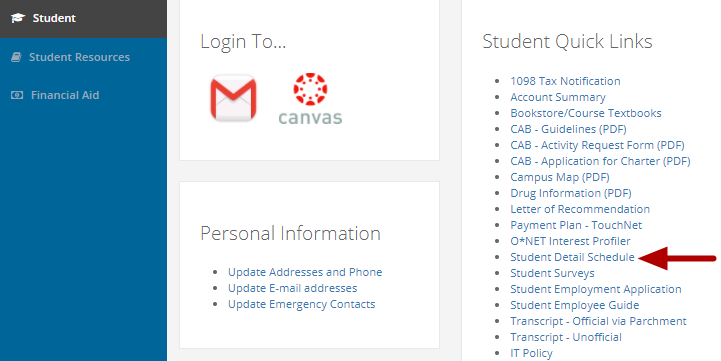 Student
Student Resources
Financial Aid
Login To...
canvas
Personal Information
Update Addresses and Phone
Update E-mail addresses
Update Emergency Contacts
Student Quick Links
1098 Tax Notification
Account Summary
Bookstore/Course Textbooks
CAB - Guidelines (PDF)
CAB - Activity Request Form (PDF)
CAB - Application for Charter (PDF)
Campus Map (PDF)
Drug Information (PDF)
Letter of Recommendation
Payment Plan - TouchNet
O*NET Interest Profiler
Student Detail Schedule
Student Surveys
Student Employment Application
Student Employee Guide
Transcript - Official via Parchment
Transcript - Unofficial
IT Policy